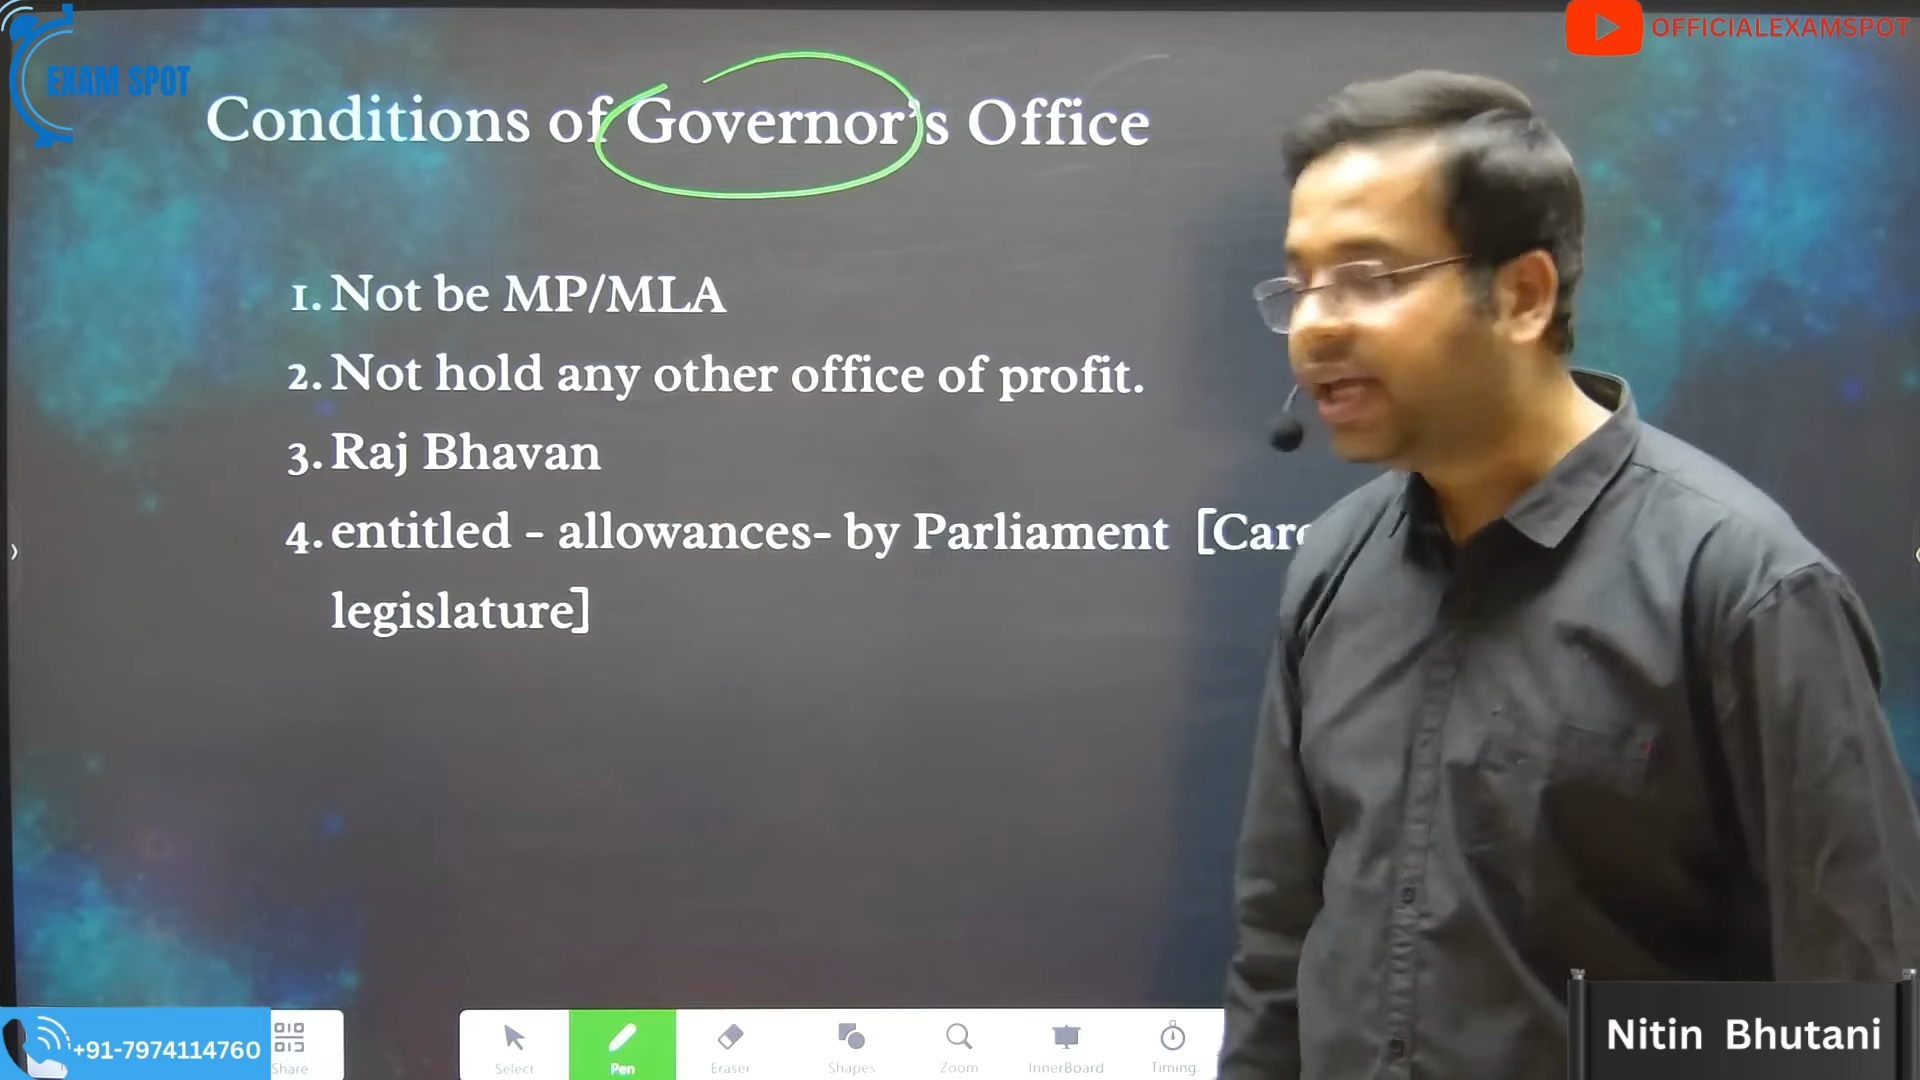 EXAM SPOT
OFFICIALEXAMSPOT
Conditions of Governor's Office
1. Not be MP/MLA
2. Not hold any other office of profit.
3. Raj Bhavan
4. entitled - allowances- by Parliament
legislature]
+91-7974114760
Share
Select
Pen
Eraser
Shapes
Zoom
InnerBoard
Timing
Nitin Bhutani